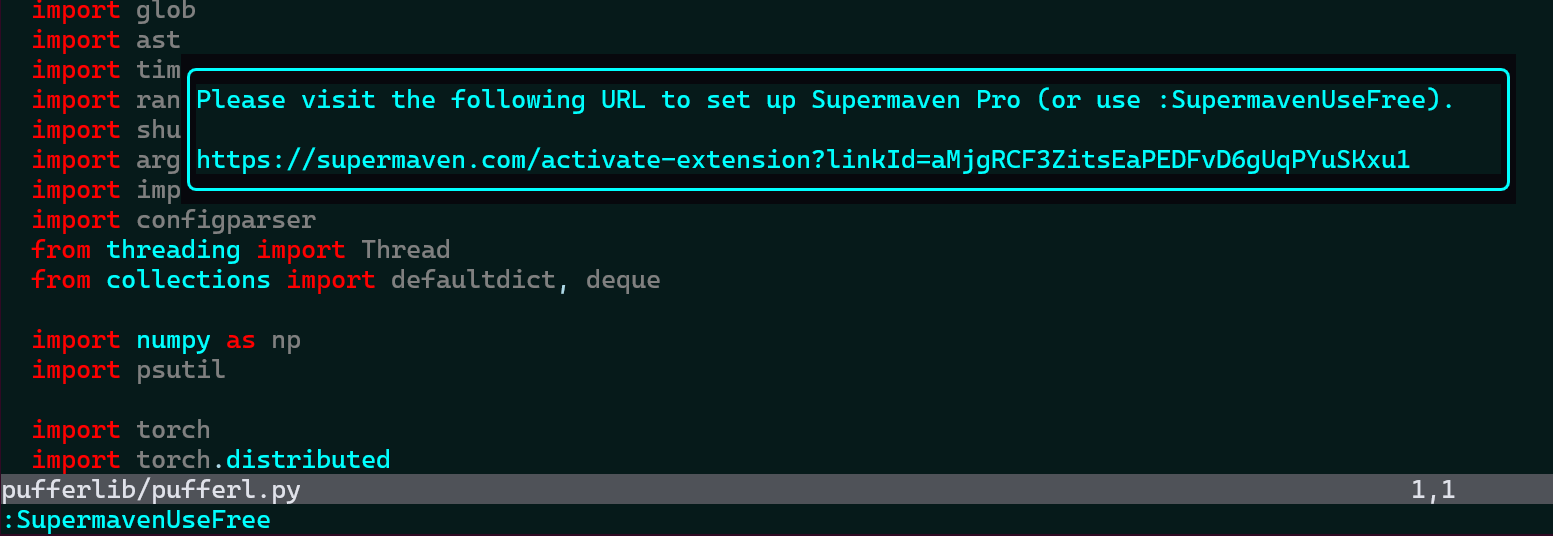 import glob
import ast
import tim
import ran
import shu
import arg
import imp
Please visit the following URL to set up Supermaven Pro (or use :SupermavenUseFree).
https://supermaven.com/activate-extension?linkId=aMjgRCF3ZitsEaPEDFvD6gUqPYuSKxu1
import configparser
from threading import Thread
from collections import defaultdict, deque
import numpy as np
import psutil
import torch
import torch.distributed
pufferlib/pufferl.py 1,1
:SupermavenUseFree